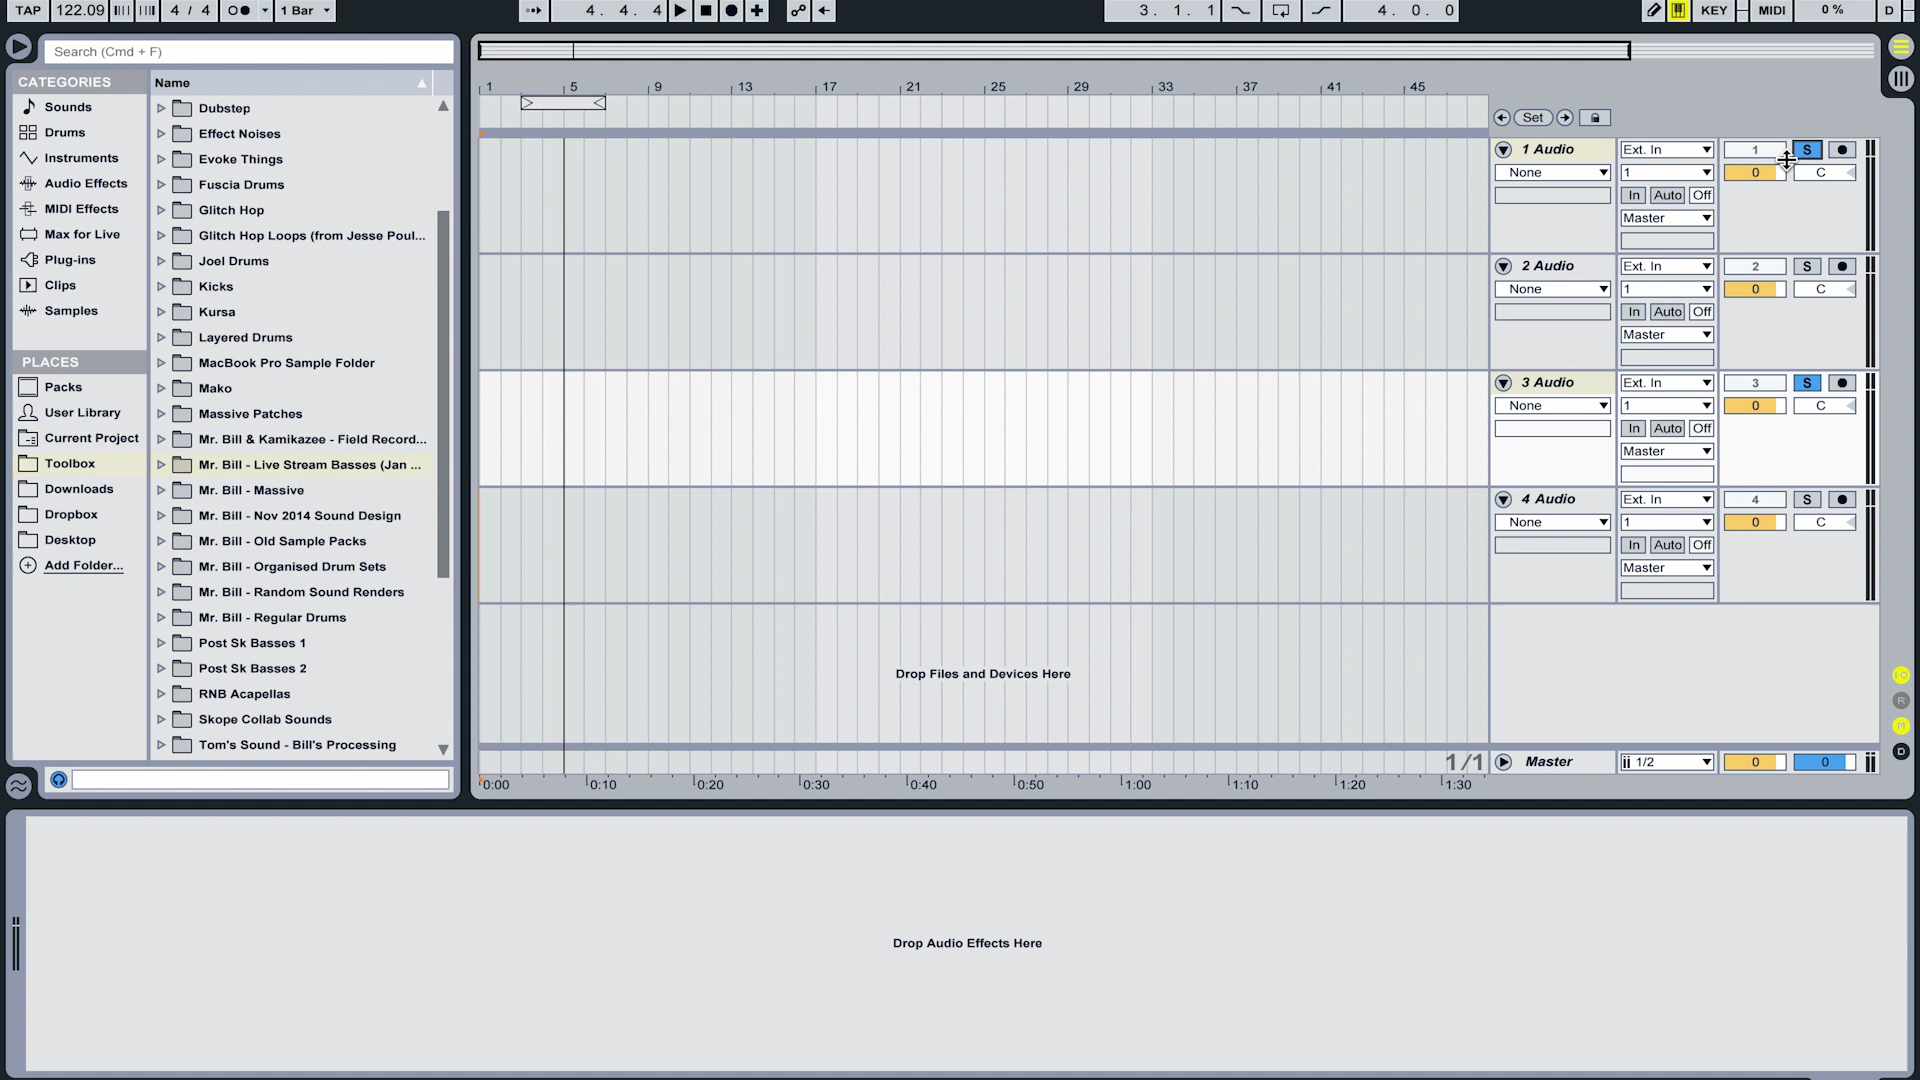 TAP 122.09 4 / 4 1 Bar 4. 4. 4 3. 1. 1 4. 0. 0 KEY MIDI 0 % D
Search (Cmd + F)
CATEGORIES
Sounds
Drums
Instruments
Audio Effects
MIDI Effects
Max for Live
Plug-ins
Clips
Samples
PLACES
Packs
User Library
Current Project
Toolbox
Downloads
Dropbox
Desktop
Add Folder...
Name
Dubstep
Effect Noises
Evoke Things
Fuscia Drums
Glitch Hop
Glitch Hop Loops (from Jesse Poul...
Joel Drums
Kicks
Kursa
Layered Drums
MacBook Pro Sample Folder
Mako
Massive Patches
Mr. Bill & Kamikazee - Field Record...
Mr. Bill - Live Stream Basses (Jan ...
Mr. Bill - Massive
Mr. Bill - Nov 2014 Sound Design
Mr. Bill - Old Sample Packs
Mr. Bill - Organised Drum Sets
Mr. Bill - Random Sound Renders
Mr. Bill - Regular Drums
Post Sk Basses 1
Post Sk Basses 2
RNB Acapellas
Skope Collab Sounds
Tom's Sound - Bill's Processing
1 5 9 13 17 21 25 29 33 37 41 45
Set
1 Audio Ext. In 1 S
None 1 0 C
In Auto Off
Master
2 Audio Ext. In 2 S
None 1 0 C
In Auto Off
Master
3 Audio Ext. In 3 S
None 1 0 C
In Auto Off
Master
4 Audio Ext. In 4 S
None 1 0 C
In Auto Off
Master
Drop Files and Devices Here
R
D
1/1 Master 1/2 0 0
0:00 0:10 0:20 0:30 0:40 0:50 1:00 1:10 1:20 1:30
Drop Audio Effects Here